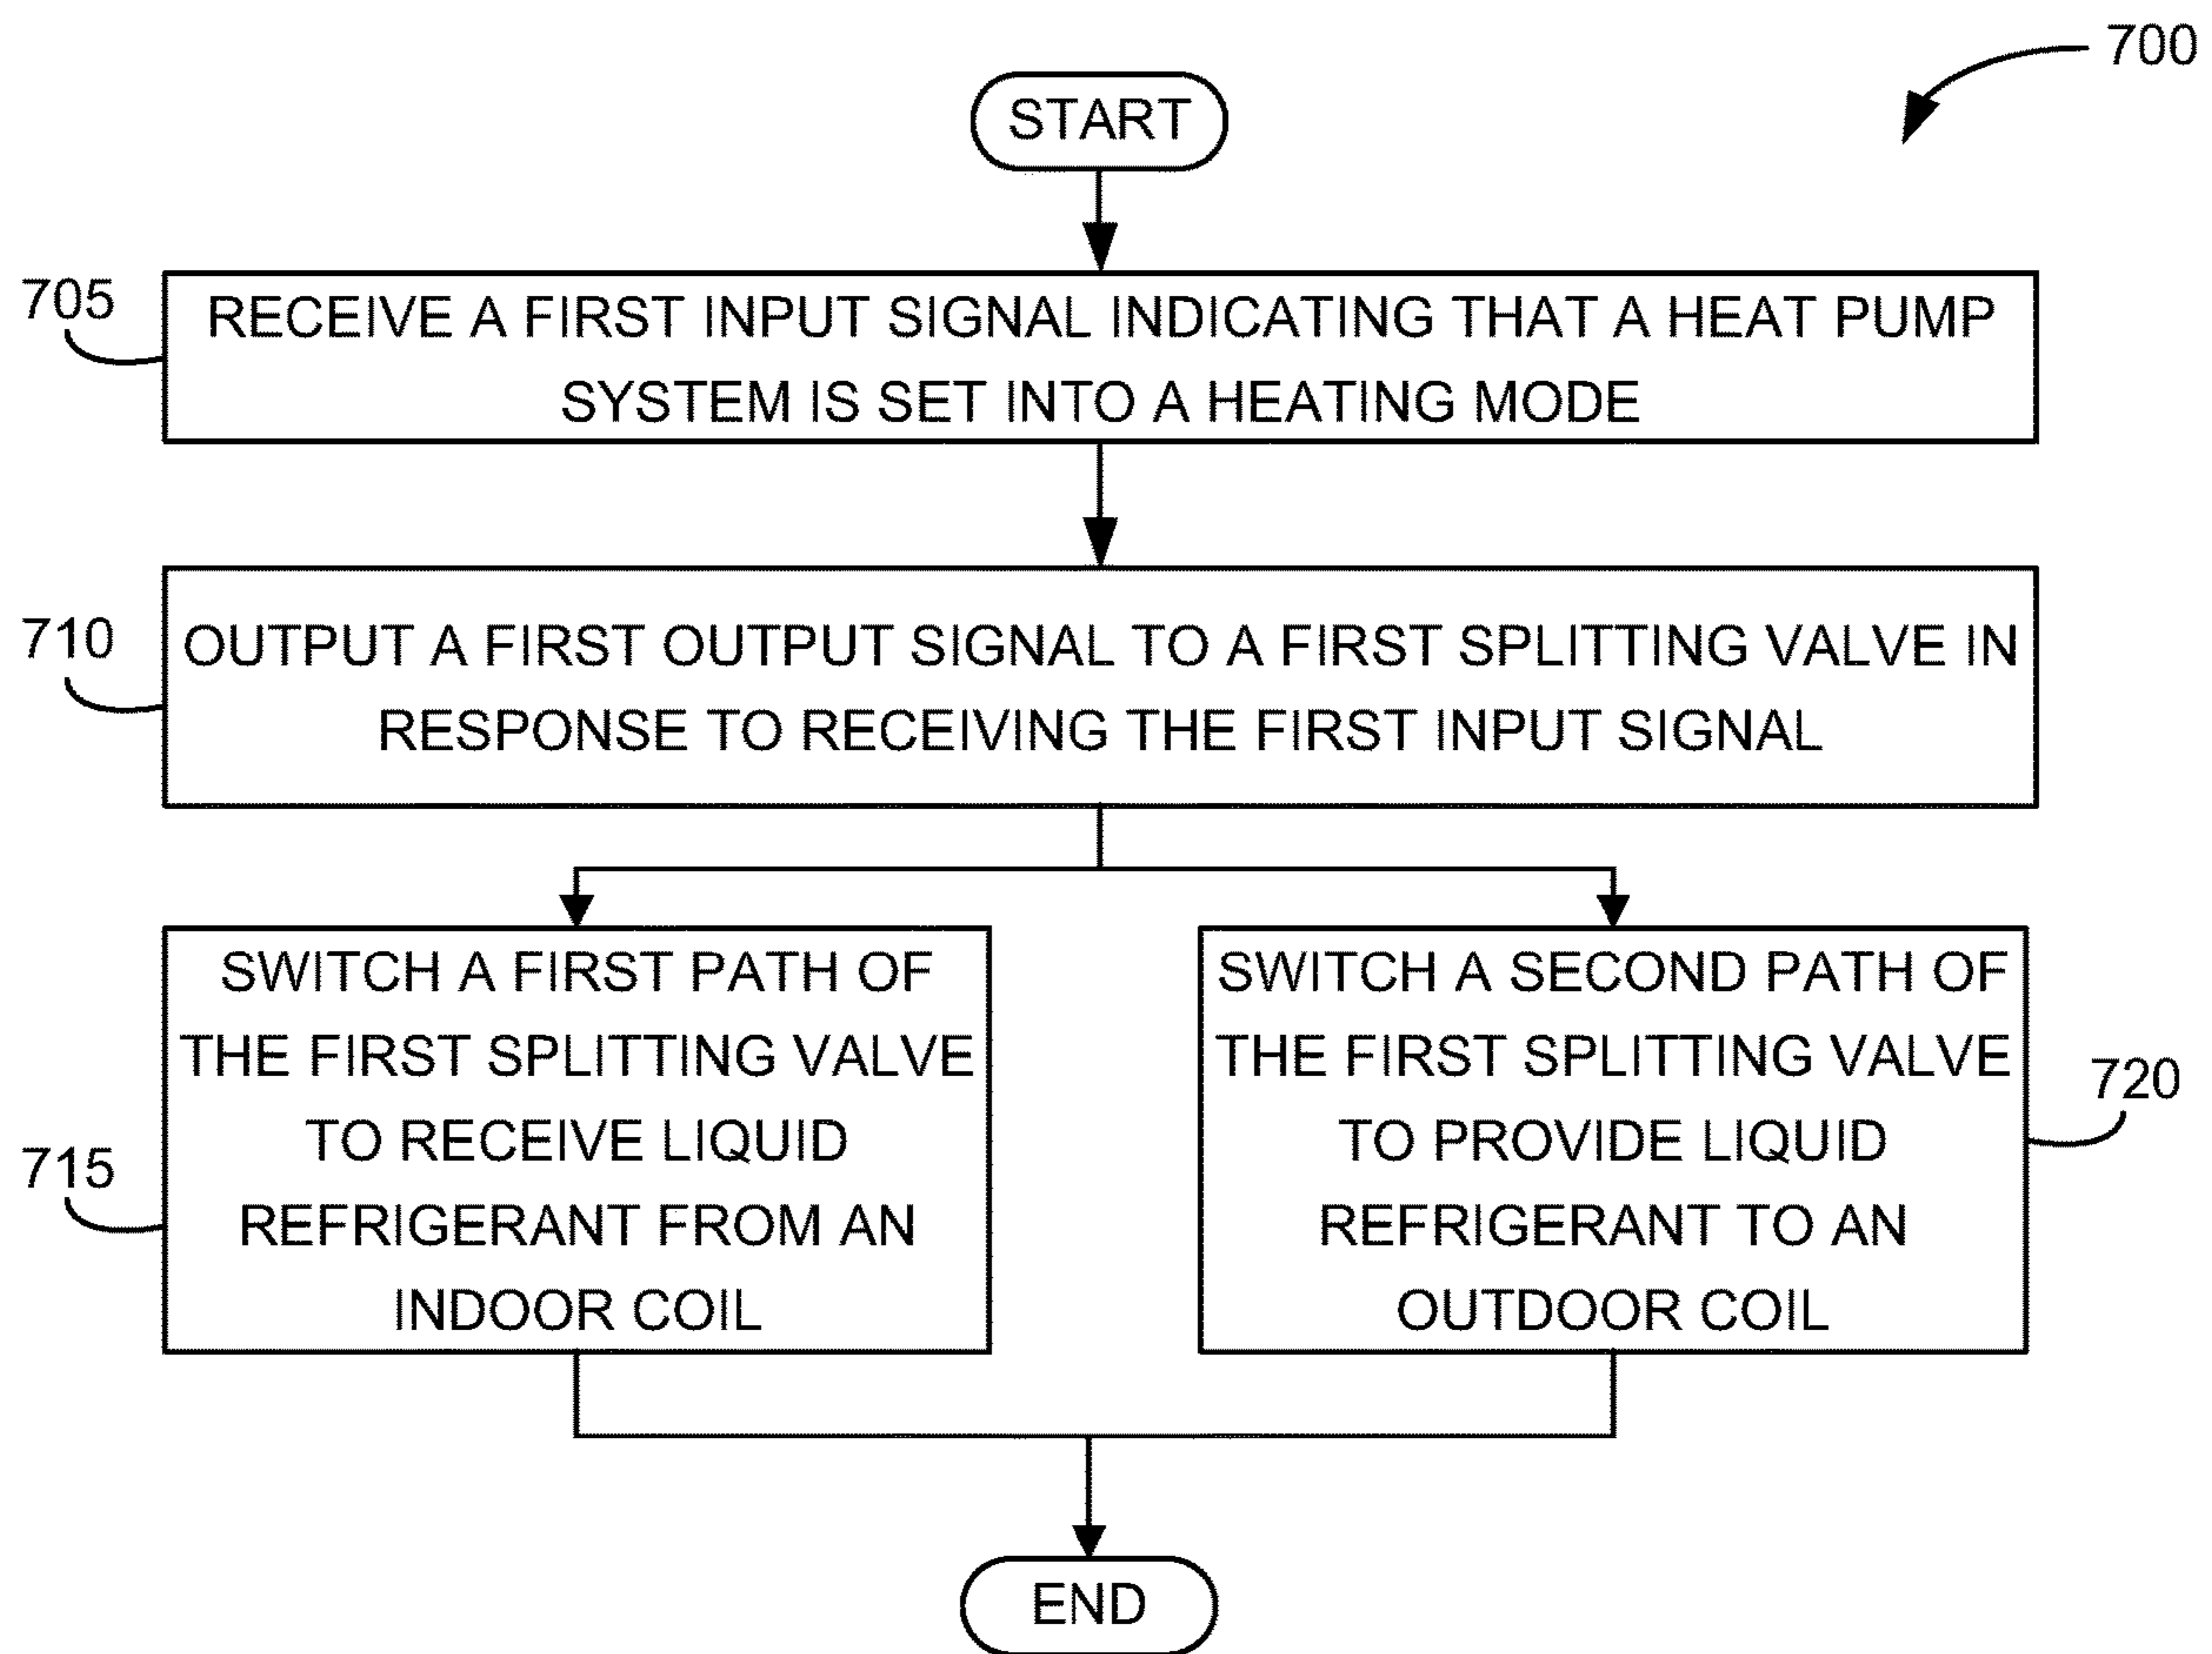 700
START
705
RECEIVE A FIRST INPUT SIGNAL INDICATING THAT A HEAT PUMP
SYSTEM IS SET INTO A HEATING MODE
710
OUTPUT A FIRST OUTPUT SIGNAL TO A FIRST SPLITTING VALVE IN
RESPONSE TO RECEIVING THE FIRST INPUT SIGNAL
715
SWITCH A FIRST PATH OF
THE FIRST SPLITTING VALVE
TO RECEIVE LIQUID
REFRIGERANT FROM AN
INDOOR COIL
SWITCH A SECOND PATH OF
THE FIRST SPLITTING VALVE
TO PROVIDE LIQUID
REFRIGERANT TO AN
OUTDOOR COIL
720
END